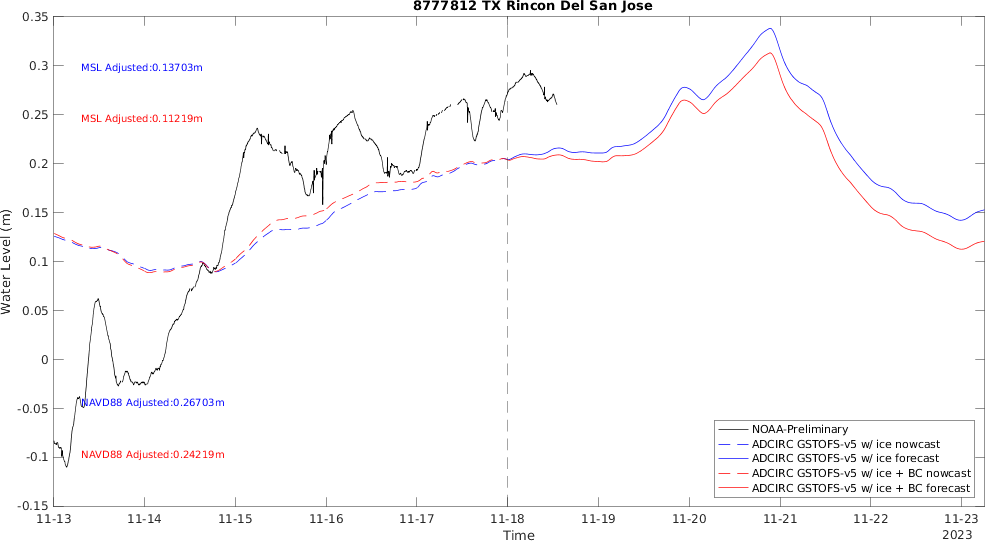 8777812 TX Rincon Del San Jose
0.35
0.3
0.25
0.2
0.15
0.1
0.05
0
-0.05
-0.1
-0.15
Water Level (m)
MSL Adjusted:0.13703m
MSL Adjusted:0.11219m
NAVD88 Adjusted:0.26703m
NAVD88 Adjusted:0.24219m
NOAA-Preliminary
ADCIRC GSTOFS-v5 w/ ice nowcast
ADCIRC GSTOFS-v5 w/ ice forecast
ADCIRC GSTOFS-v5 w/ ice + BC nowcast
ADCIRC GSTOFS-v5 w/ ice + BC forecast
11-13 11-14 11-15 11-16 11-17 11-18 11-19 11-20 11-21 11-22 11-23
Time
2023